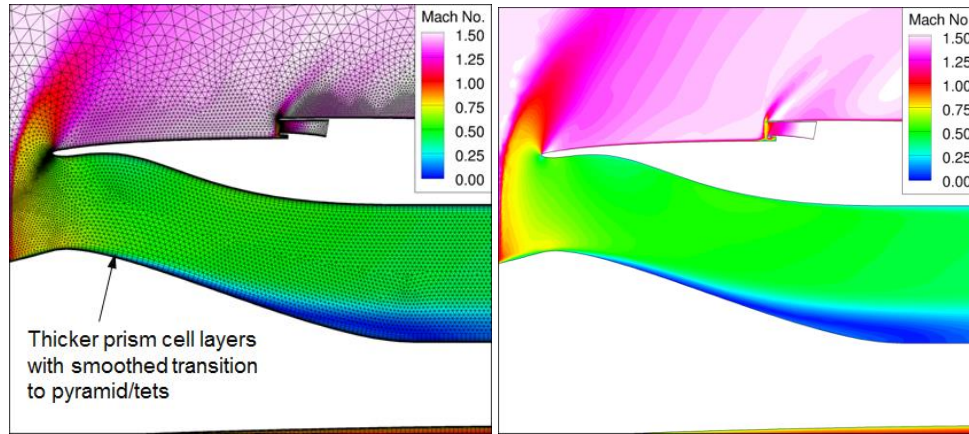 Mach No.
1.50
1.25
1.00
0.75
0.50
0.25
0.00
Thicker prism cell layers
with smoothed transition
to pyramid/tets
Mach No.
1.50
1.25
1.00
0.75
0.50
0.25
0.00